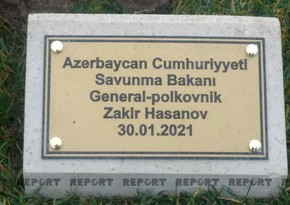 Azerbaycan Cumhuriyyeti
Savunma Bakanı
General-polkovnik
Zakir Hasanov
30.01.2021
REPORT REPORT REPORT REPORT REPORT